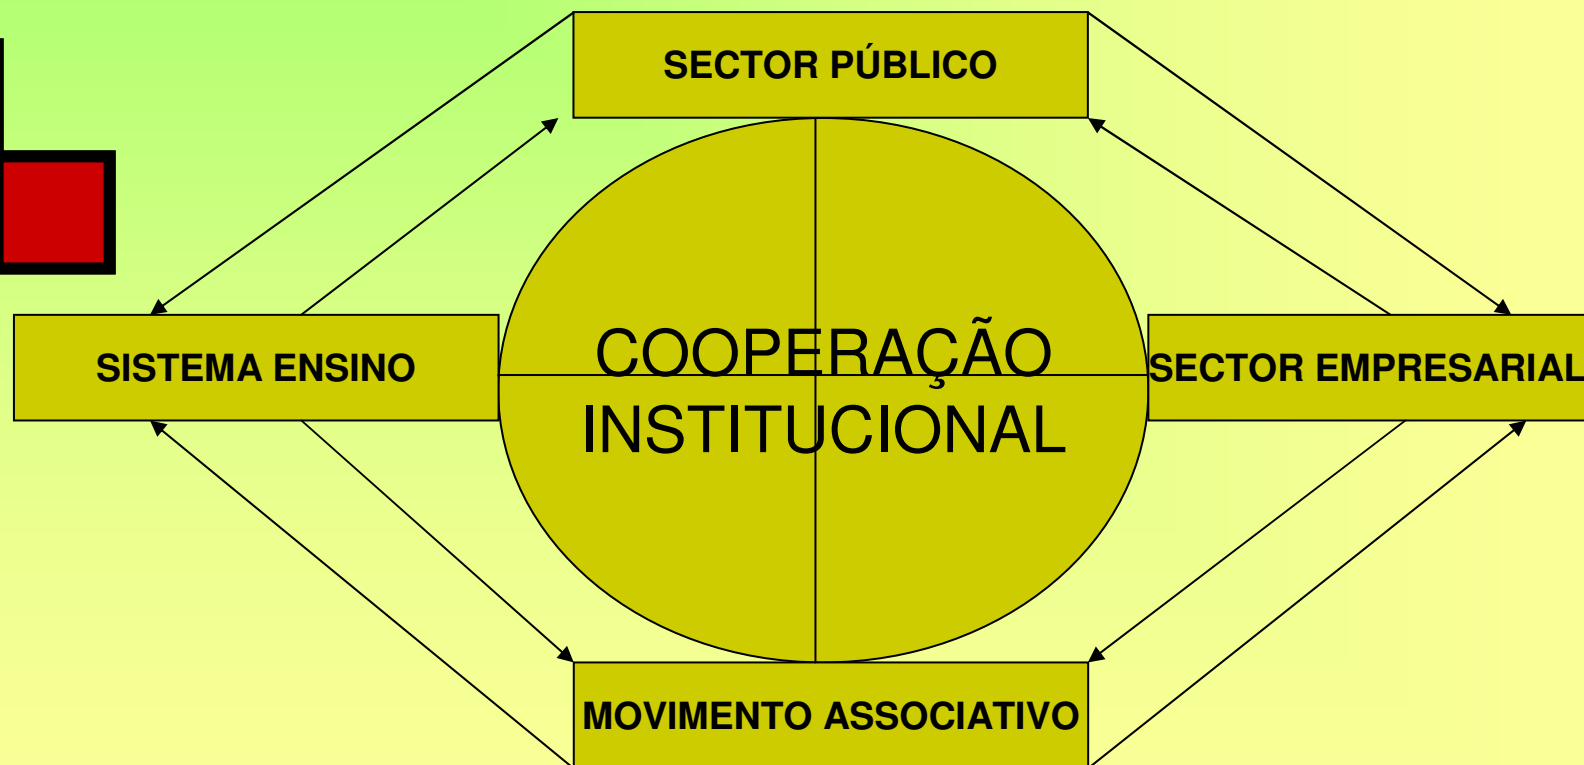 SECTOR PÚBLICO
SISTEMA ENSINO
COOPERAÇÃO
INSTITUCIONAL
SECTOR EMPRESARIAL
MOVIMENTO ASSOCIATIVO